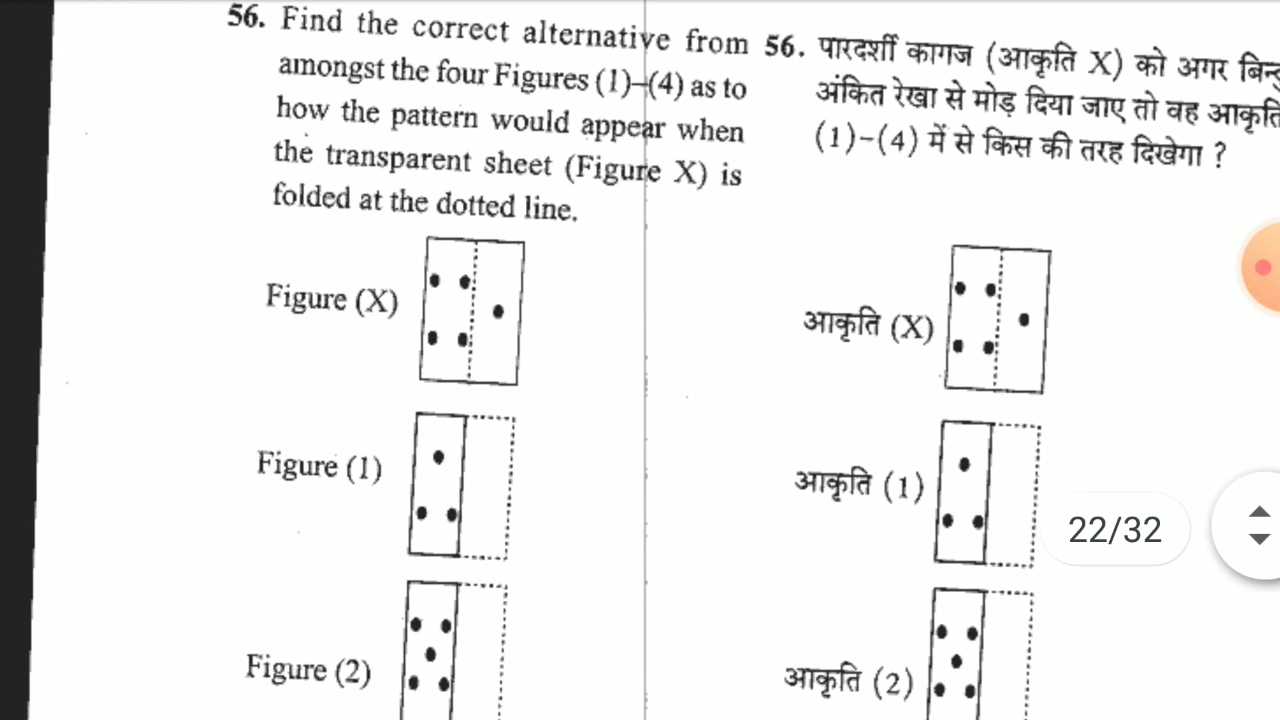 56. Find the correct alternative from
amongst the four Figures (1)–(4) as to
how the pattern would appear when
the transparent sheet (Figure X) is
folded at the dotted line.
Figure (X)
Figure (1)
Figure (2)
56. पारदर्शी कागज (आकृति X) को अगर
अंकित रेखा से मोड़ दिया जाए तो वह
(1)–(4) में से किस की तरह दिखेगा ?
आकृति (X)
आकृति (1)
आकृति (2)
22/32